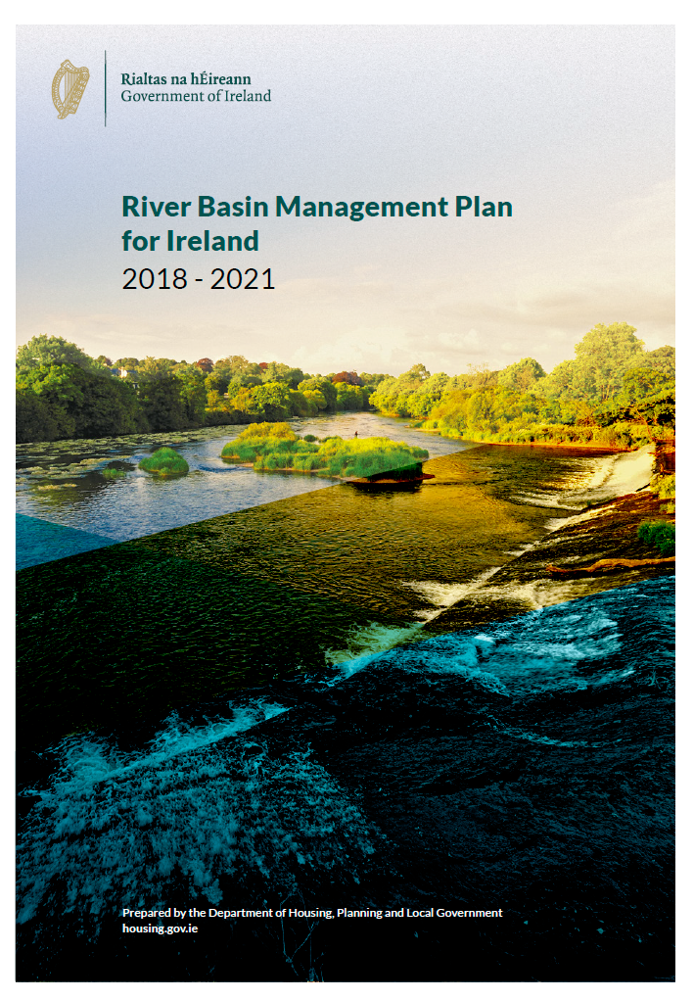 Rialtas na hÉireann
Government of Ireland
River Basin Management Plan
for Ireland
2018 - 2021
Prepared by the Department of Housing, Planning and Local Government
housing.gov.ie